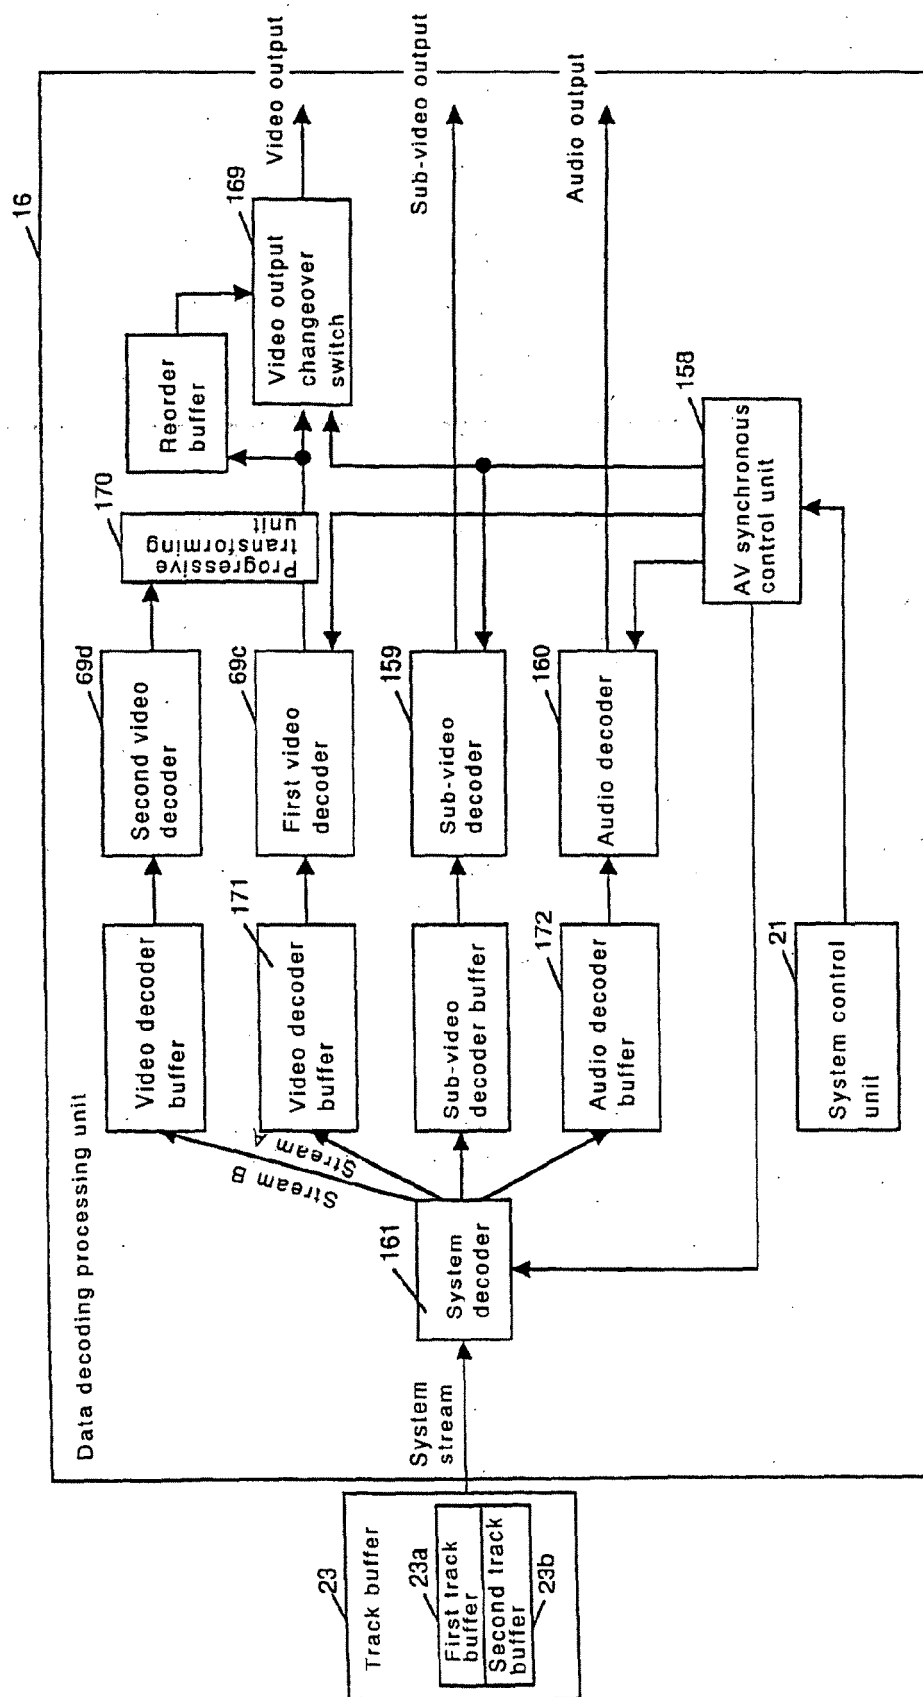 16
Data decoding processing unit
23
Track buffer
23a
First track
buffer
Second track
buffer
23b
System
stream
161
System
decoder
Stream B
Stream A
Video decoder
buffer
171
Video decoder
buffer
Sub-video
decoder buffer
172
Audio decoder
buffer
21
System control
unit
69d
Second video
decoder
69c
First video
decoder
159
Sub-video
decoder
160
Audio decoder
170
Progressive
transforming
unit
Reorder
buffer
169
Video output
changeover
switch
158
AV synchronous
control unit
Video output
Sub-video output
Audio output